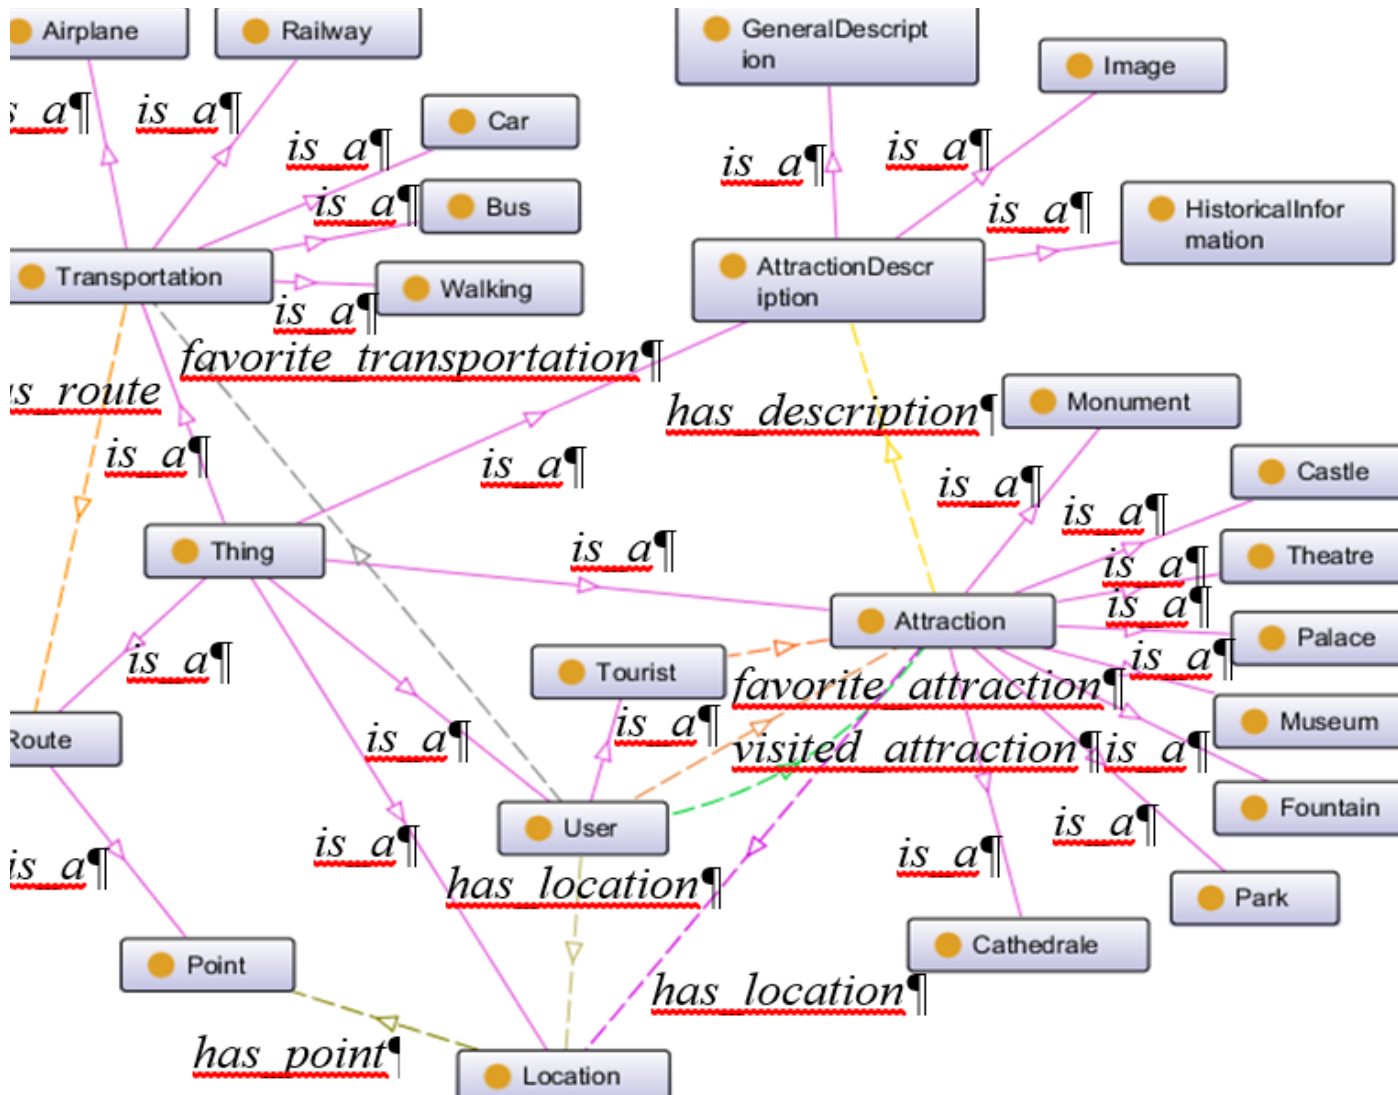 Airplane
Railway
GeneralDescript
ion
Image
s_a¶
is_a¶
Car
is_a¶
is_a¶
is_a¶
Bus
is_a¶
is_a¶
HistoricalInfor
mation
Transportation
Walking
is_a¶
AttractionDescr
iption
favorite_transportation¶
s_route
has_description¶
Monument
is_a¶
is_a¶
is_a¶
Castle
is_a¶
Thing
is_a¶
is_a¶
Theatre
is_a¶
Attraction
Palace
is_a¶
is_a¶
Tourist
favorite_attraction¶
Museum
Route
is_a¶
is_a¶
visited_attraction¶
is_a¶
Fountain
User
is_a¶
is_a¶
is_a¶
is_a¶
has_location¶
Park
Point
Cathedrale
has_location¶
has_point
Location